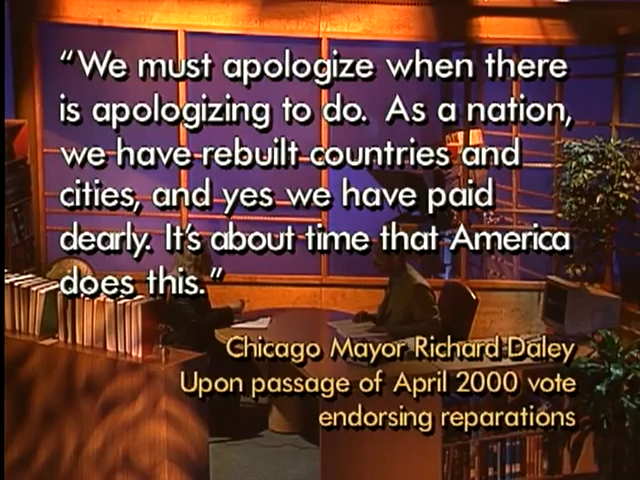 “We must apologize when there
is apologizing to do. As a nation,
we have rebuilt countries and
cities, and yes we have paid
dearly. It’s about time that America
does this.”
Chicago Mayor Richard Daley
Upon passage of April 2000 vote
endorsing reparations